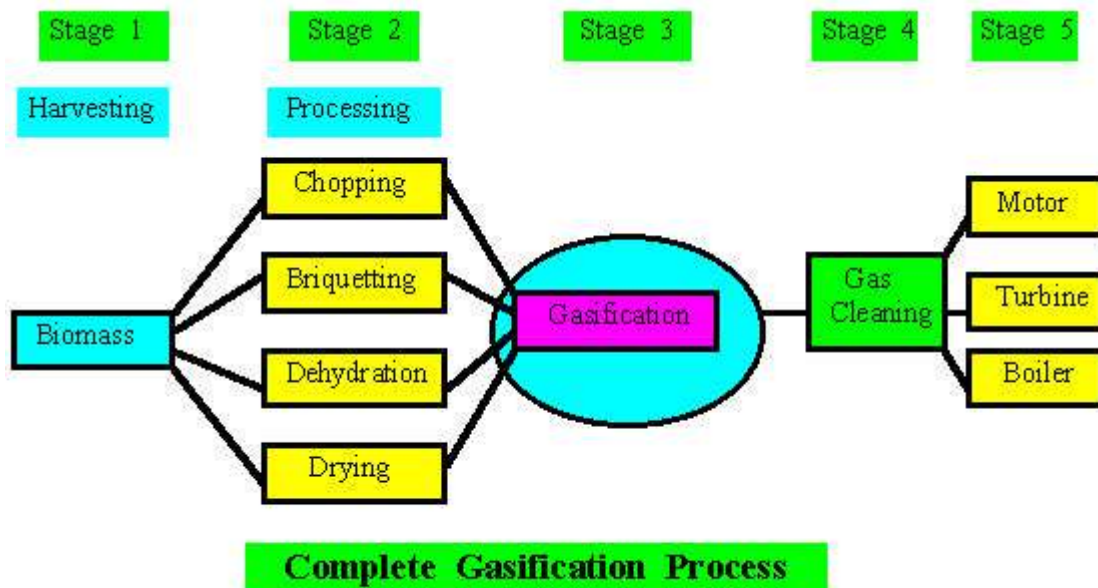 Stage 1
Stage 2
Stage 3
Stage 4
Stage 5
Harvesting
Processing
Chopping
Motor
Briquetting
Gas
Cleaning
Turbine
Gasification
Biomass
Dehydration
Boiler
Drying
Complete Gasification Process